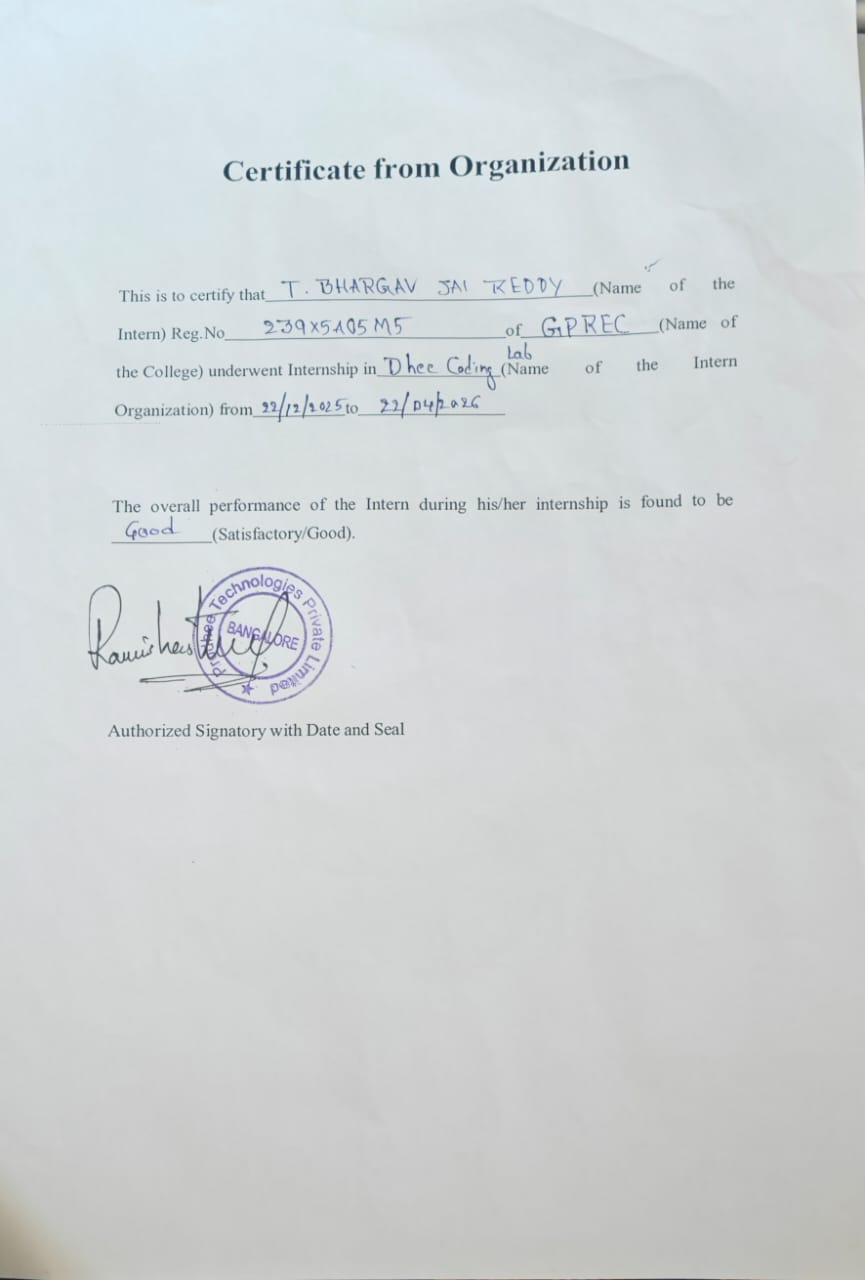 Certificate from Organization
This is to certify that T. BHARGAV JAI REDDY (Name of the
Intern) Reg.No 239X5A05M5 of GPREC (Name of
the College) underwent Internship in Dhee Coding Lab (Name of the Intern
Organization) from 22/12/2025 to 22/04/2026
The overall performance of the Intern during his/her internship is found to be
Good (Satisfactory/Good).
Technologies Private Limited
BANGALORE
Authorized Signatory with Date and Seal